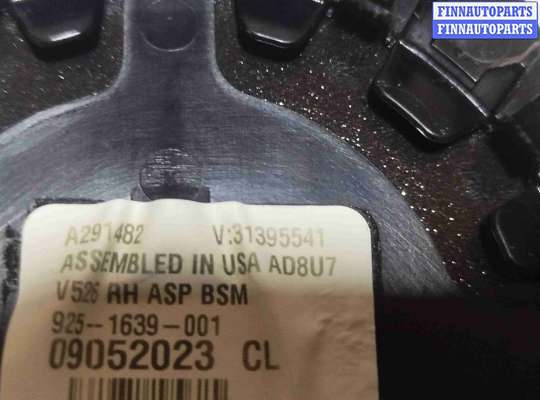 FINNAUTOPARTS
FINNAUTOPARTS
A291482 V:31395541
ASSEMBLED IN USA AD8U7
V526 RH ASP BSM
925-1639-001
09052023 CL